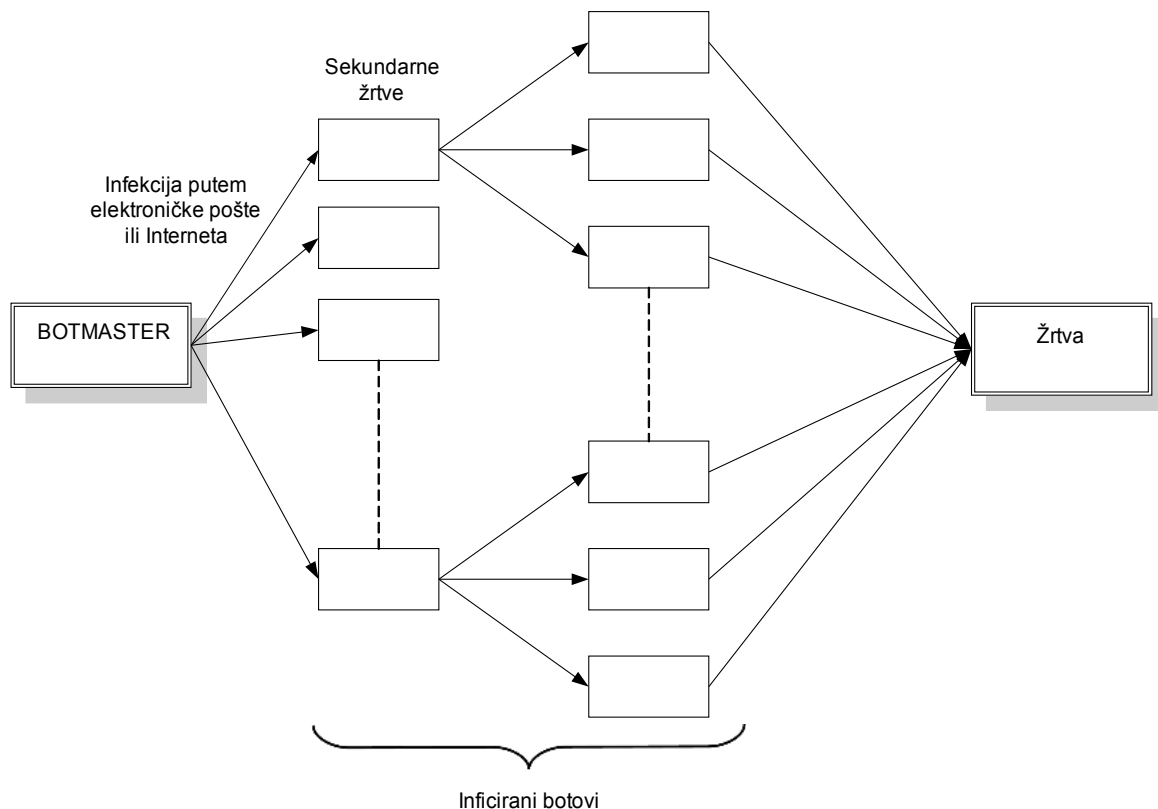 Sekundarne
žrtve
Infekcija putem
elektroničke pošte
ili Interneta
BOTMASTER
Žrtva
Inficirani botovi